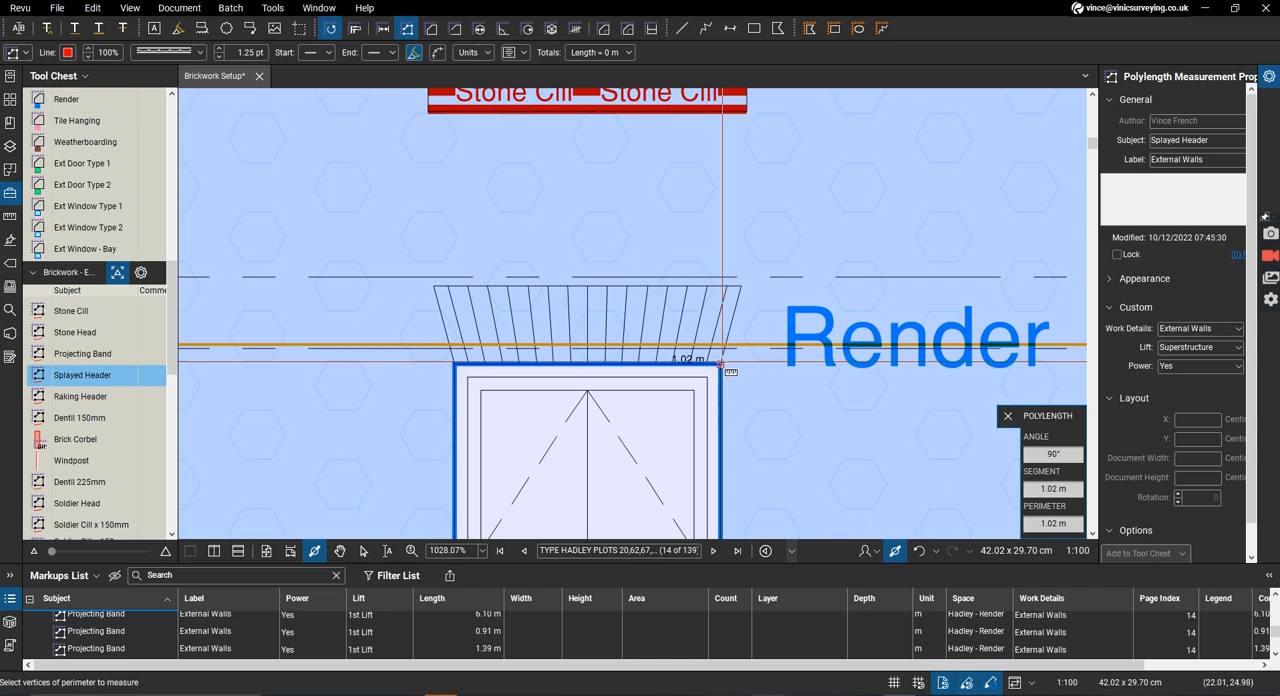 Revu File Edit View Document Batch Tools Window Help vince@vinicsurveying.co.uk
Line: 100% 1.25 pt Start: End: Units Totals: Length = 0 m
Tool Chest
Brickwork Setup*
Polylength Measurement Prop
Render
Tile Hanging
Weatherboarding
Ext Door Type 1
Ext Door Type 2
Ext Window Type 1
Ext Window Type 2
Ext Window - Bay
Brickwork - E...
Subject Comme
Stone Cill
Stone Head
Projecting Band
Splayed Header
Raking Header
Dentil 150mm
Brick Corbel
Windpost
Dentil 225mm
Soldier Head
Soldier Cill x 150mm
Stone Cill Stone Cill
1.02 m
Render
POLYLENGTH
ANGLE
90°
SEGMENT
1.02 m
PERIMETER
1.02 m
General
Author: Vince French
Subject: Splayed Header
Label: External Walls
Modified: 10/12/2022 07:45:30
Lock
Appearance
Custom
Work Details: External Walls
Lift: Superstructure
Power: Yes
Layout
X: Centi
Y: Centi
Document Width: Centi
Document Height: Centi
Rotation: 0
Options
Add to Tool Chest
1028.07% TYPE HADLEY PLOTS 20,62,67,... (14 of 139) 42.02 x 29.70 cm 1:100
Markups List Search Filter List
Subject Label Power Lift Length Width Height Area Count Layer Depth Unit Space Work Details Page Index Legend Co
Projecting Band External Walls Yes 1st Lift 6.10 m m Hadley - Render External Walls 14 6.10
Projecting Band External Walls Yes 1st Lift 0.91 m m Hadley - Render External Walls 14 0.91
Projecting Band External Walls Yes 1st Lift 1.39 m m Hadley - Render External Walls 14 1.39
Select vertices of perimeter to measure 1:100 42.02 x 29.70 cm (22.01, 24.98)